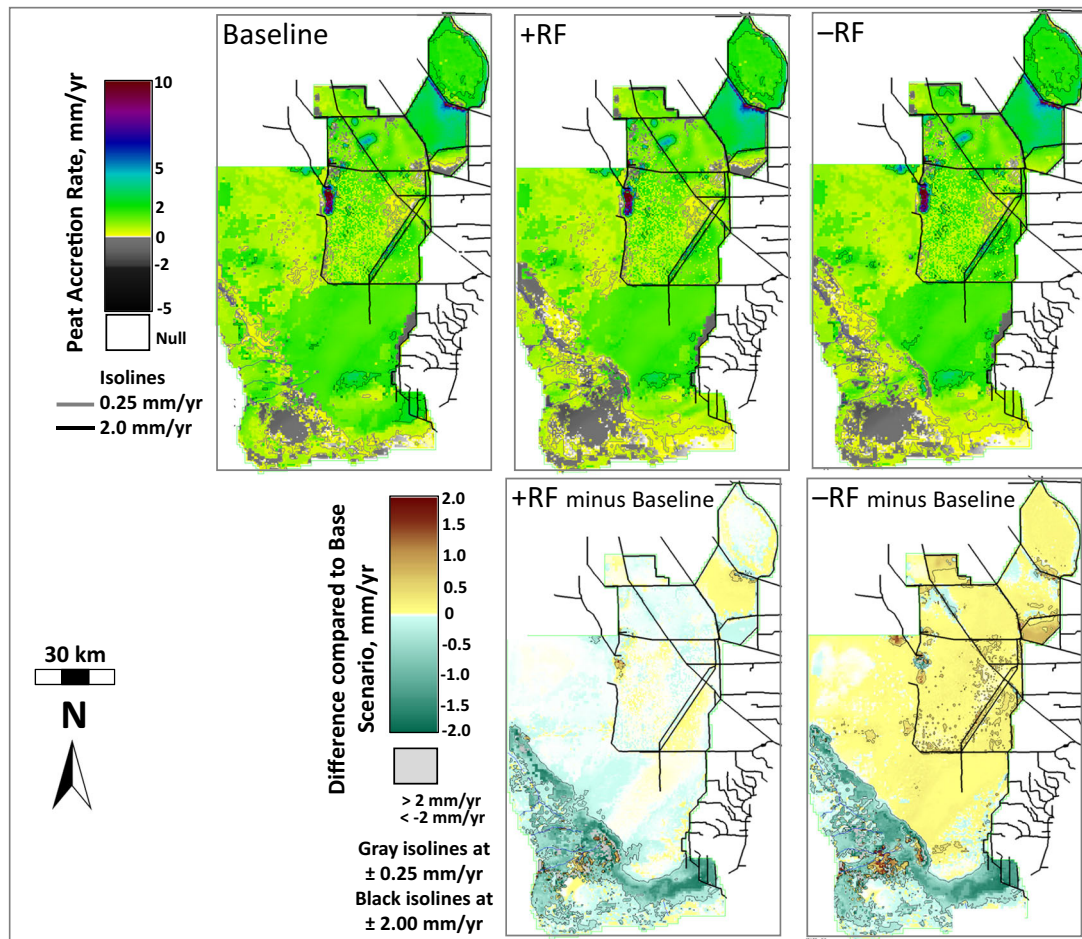 Baseline
+RF
−RF
Peat Accretion Rate, mm/yr
10
5
2
0
-2
-5
Null
Isolines
0.25 mm/yr
2.0 mm/yr
+RF minus Baseline
−RF minus Baseline
Difference compared to Base
Scenario, mm/yr
2.0
1.5
1.0
0.5
0
-0.5
-1.0
-1.5
-2.0
> 2 mm/yr
< -2 mm/yr
Gray isolines at
± 0.25 mm/yr
Black isolines at
± 2.00 mm/yr
30 km
N